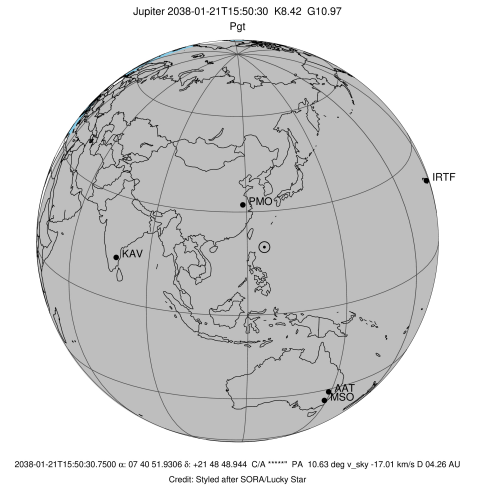 Jupiter 2038-01-21T15:50:30 K8.42 G10.97
Pgt
IRTF
PMO
KAV
AAT
MSO
2038-01-21T15:50:30.7500 α: 07 40 51.9306 δ: +21 48 48.944 C/A *****" PA 10.63 deg v_sky -17.01 km/s D 04.26 AU
Credit: Styled after SORA/Lucky Star